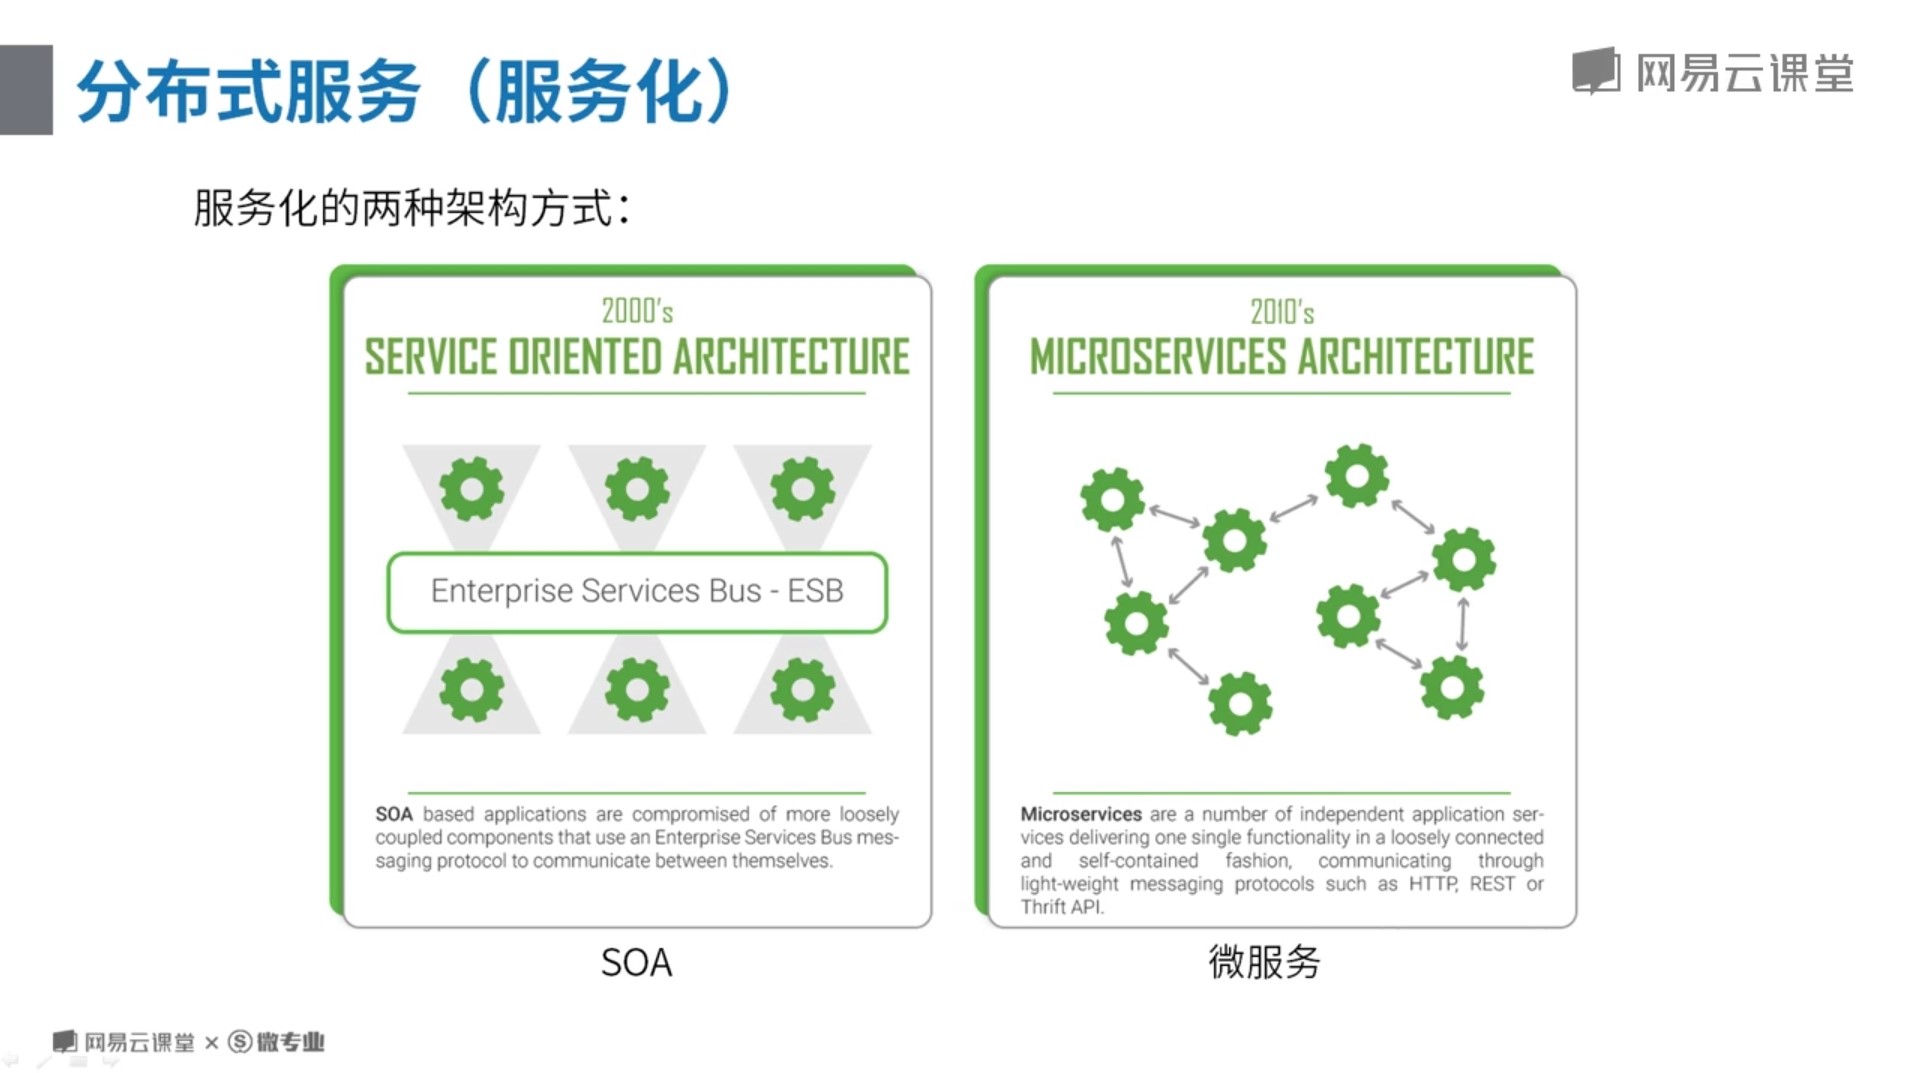 分布式服务（服务化）
网易云课堂
服务化的两种架构方式：
2000's
SERVICE ORIENTED ARCHITECTURE
Enterprise Services Bus - ESB
SOA based applications are compromised of more loosely
coupled components that use an Enterprise Services Bus mes-
saging protocol to communicate between themselves.
SOA
2010's
MICROSERVICES ARCHITECTURE
Microservices are a number of independent application ser-
vices delivering one single functionality in a loosely connected
and self-contained fashion, communicating through
light-weight messaging protocols such as HTTP, REST or
Thrift API.
微服务
网易云课堂 × S 微专业